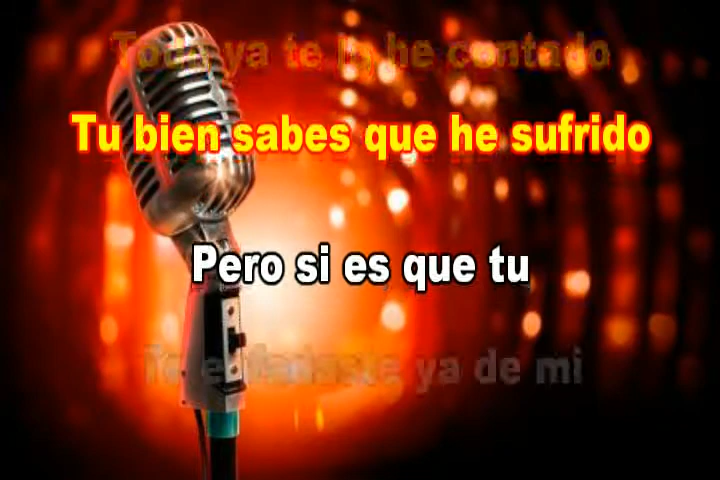 Todo ya te lo he contado
Tu bien sabes que he sufrido
Pero si es que tu
Te enfadaste ya de mi